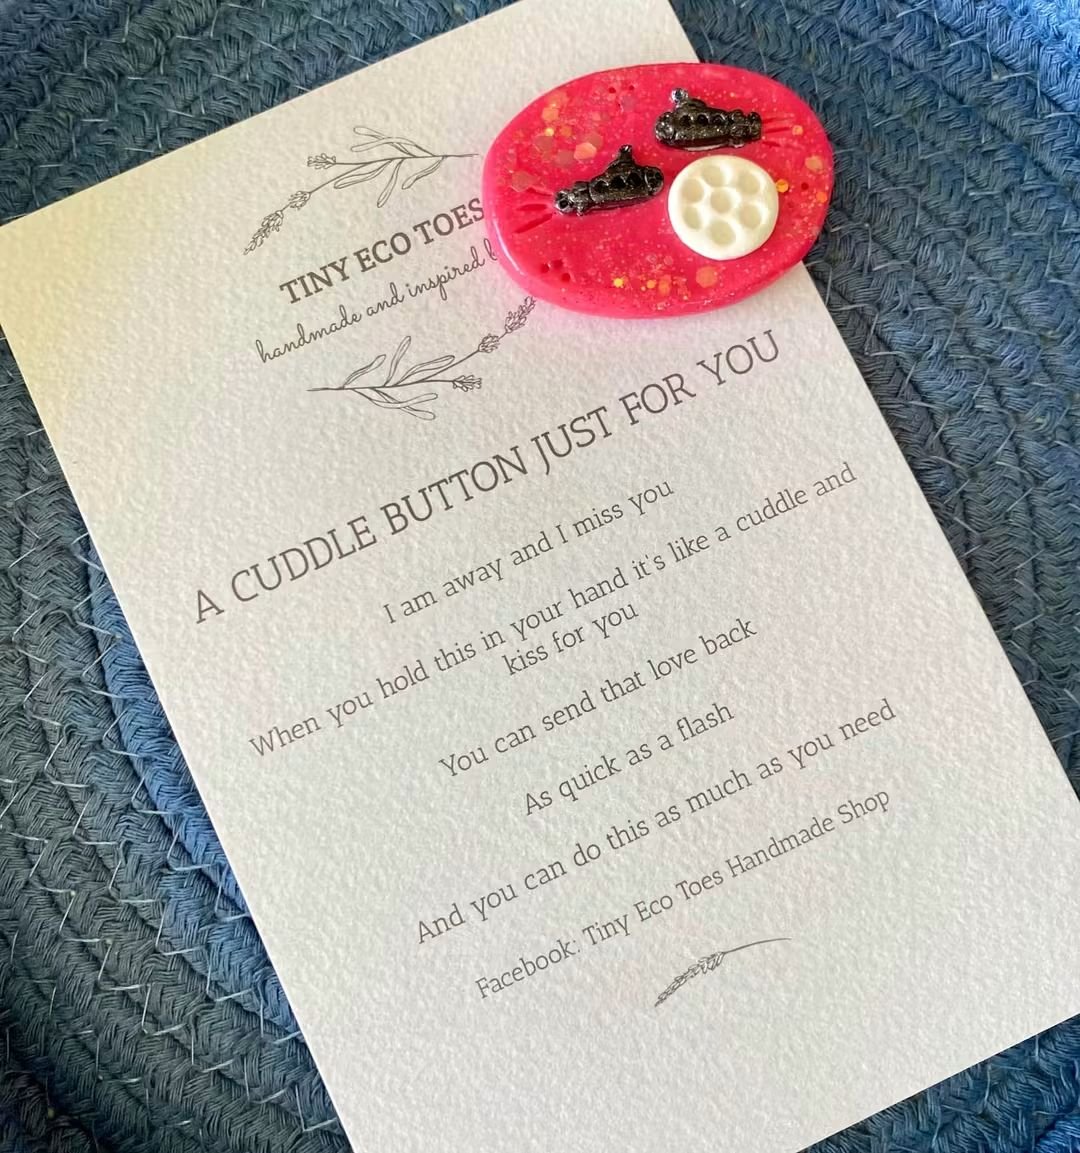 TINY ECO TOES
handmade and inspired
A CUDDLE BUTTON JUST FOR YOU
I am away and I miss you
When you hold this in your hand it's like a cuddle and
kiss for you
You can send that love back
As quick as a flash
And you can do this as much as you need
Facebook: Tiny Eco Toes Handmade Shop